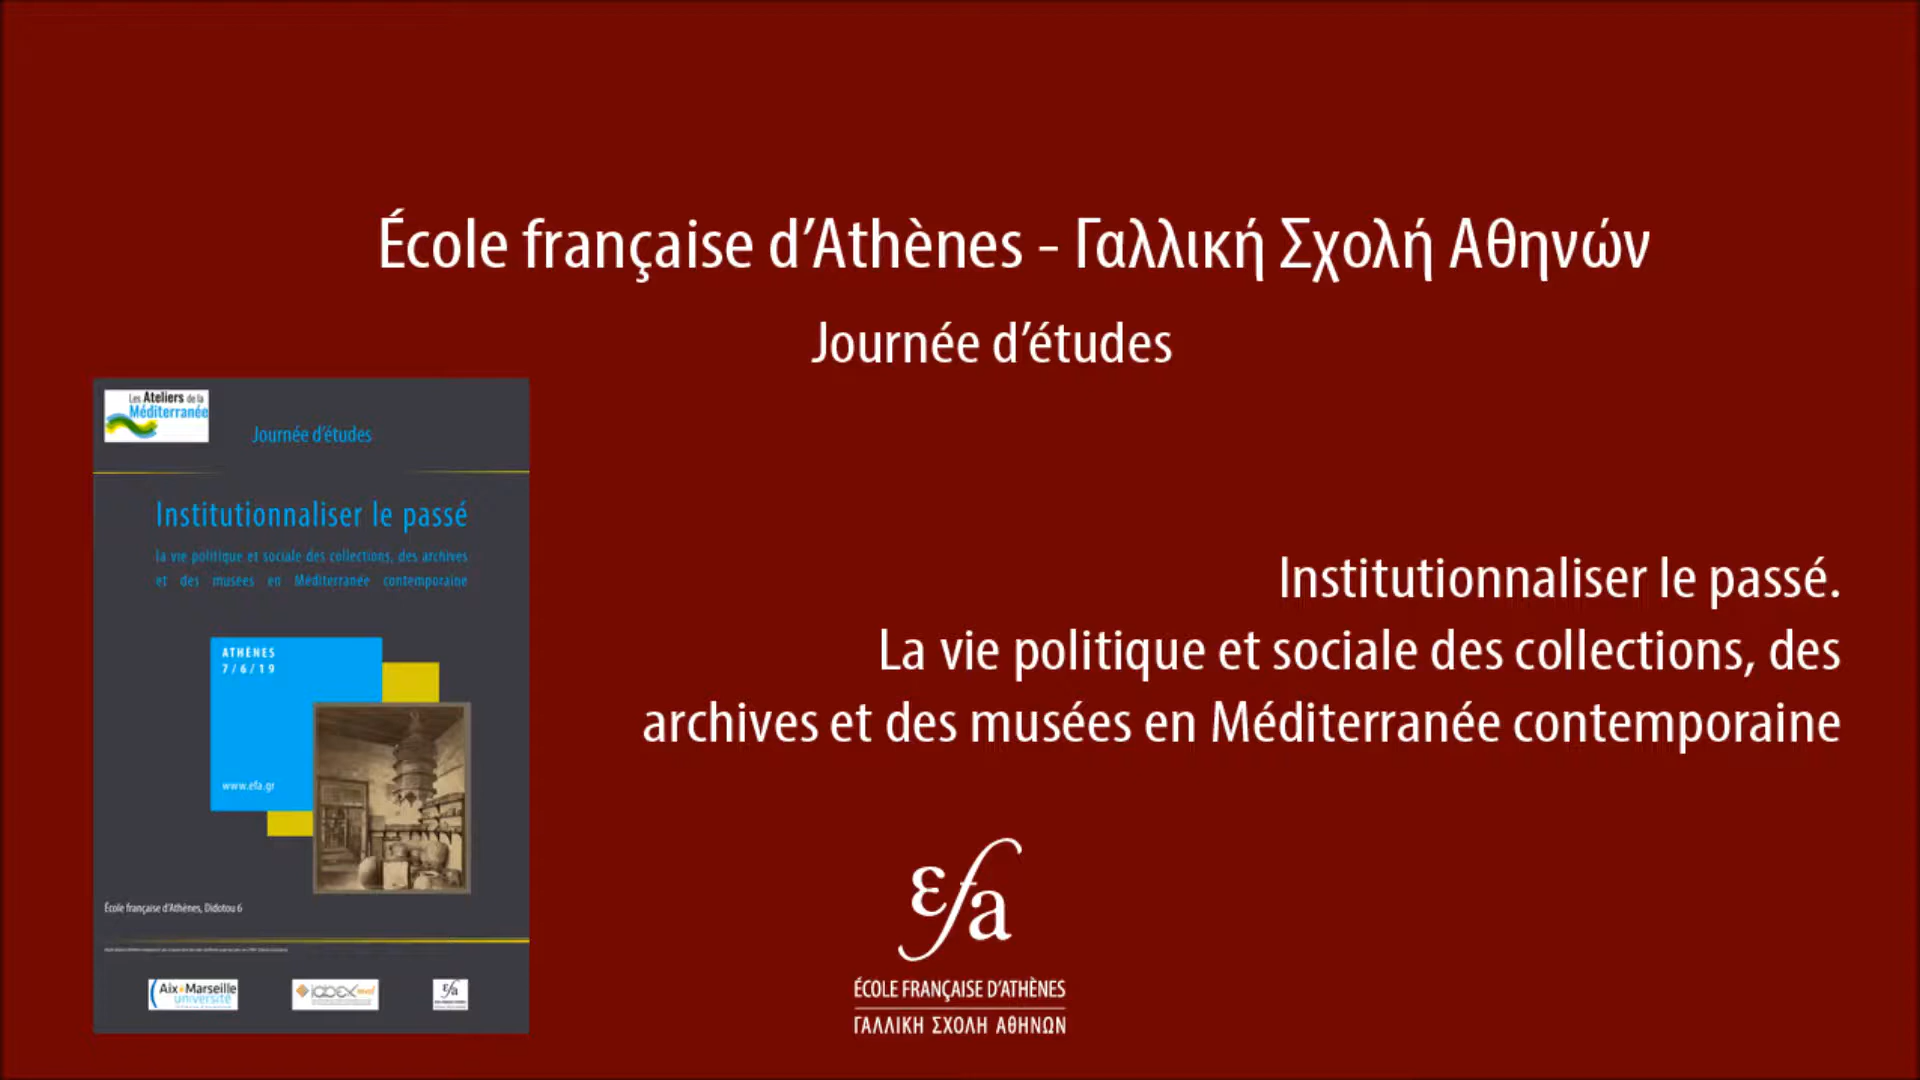 École française d’Athènes - Γαλλική Σχολή Αθηνών
Journée d’études
Les Ateliers de la
Méditerranée
Journée d’études
Institutionnaliser le passé
la vie politique et sociale des collections, des archives
et des musées en Méditerranée contemporaine
ATHÈNES
7/6/19
www.efa.gr
École française d’Athènes, Didotou 6
Aix*Marseille
université
labex med
εfa
Institutionnaliser le passé.
La vie politique et sociale des collections, des
archives et des musées en Méditerranée contemporaine
εfa
ÉCOLE FRANÇAISE D’ATHÈNES
ΓΑΛΛΙΚΗ ΣΧΟΛΗ ΑΘΗΝΩΝ